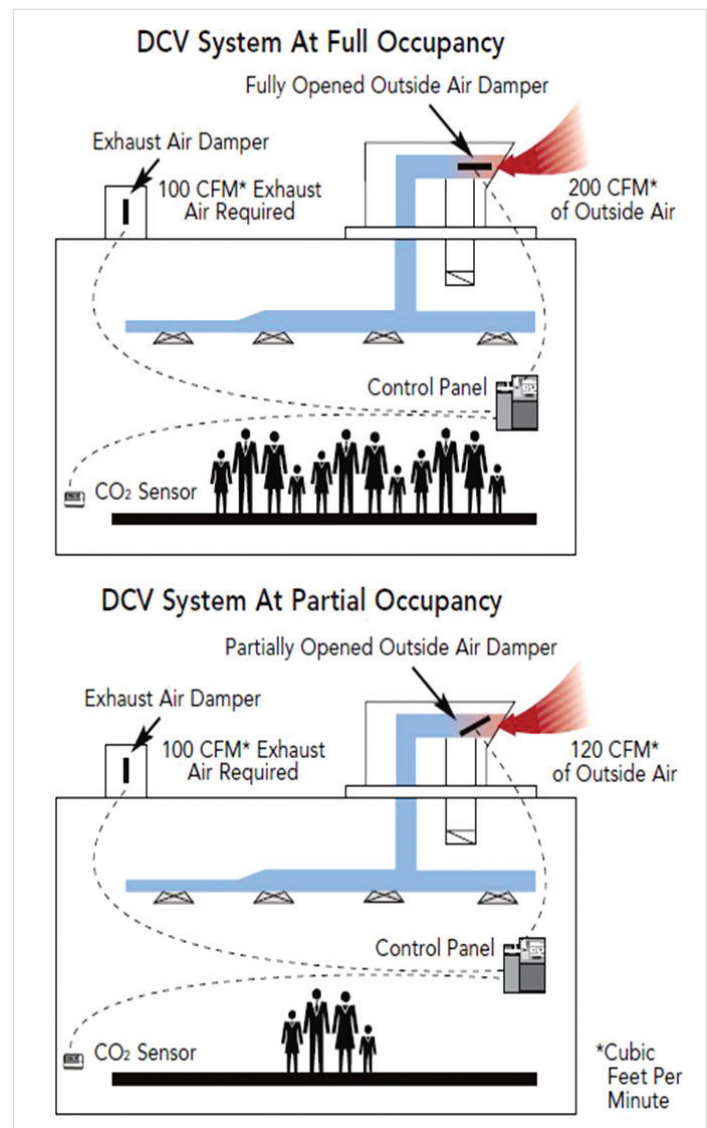 DCV System At Full Occupancy
Fully Opened Outside Air Damper
Exhaust Air Damper
100 CFM* Exhaust
Air Required
200 CFM*
of Outside Air
Control Panel
CO₂ Sensor
DCV System At Partial Occupancy
Partially Opened Outside Air Damper
Exhaust Air Damper
100 CFM* Exhaust
Air Required
120 CFM*
of Outside Air
Control Panel
CO₂ Sensor
*Cubic
Feet Per
Minute